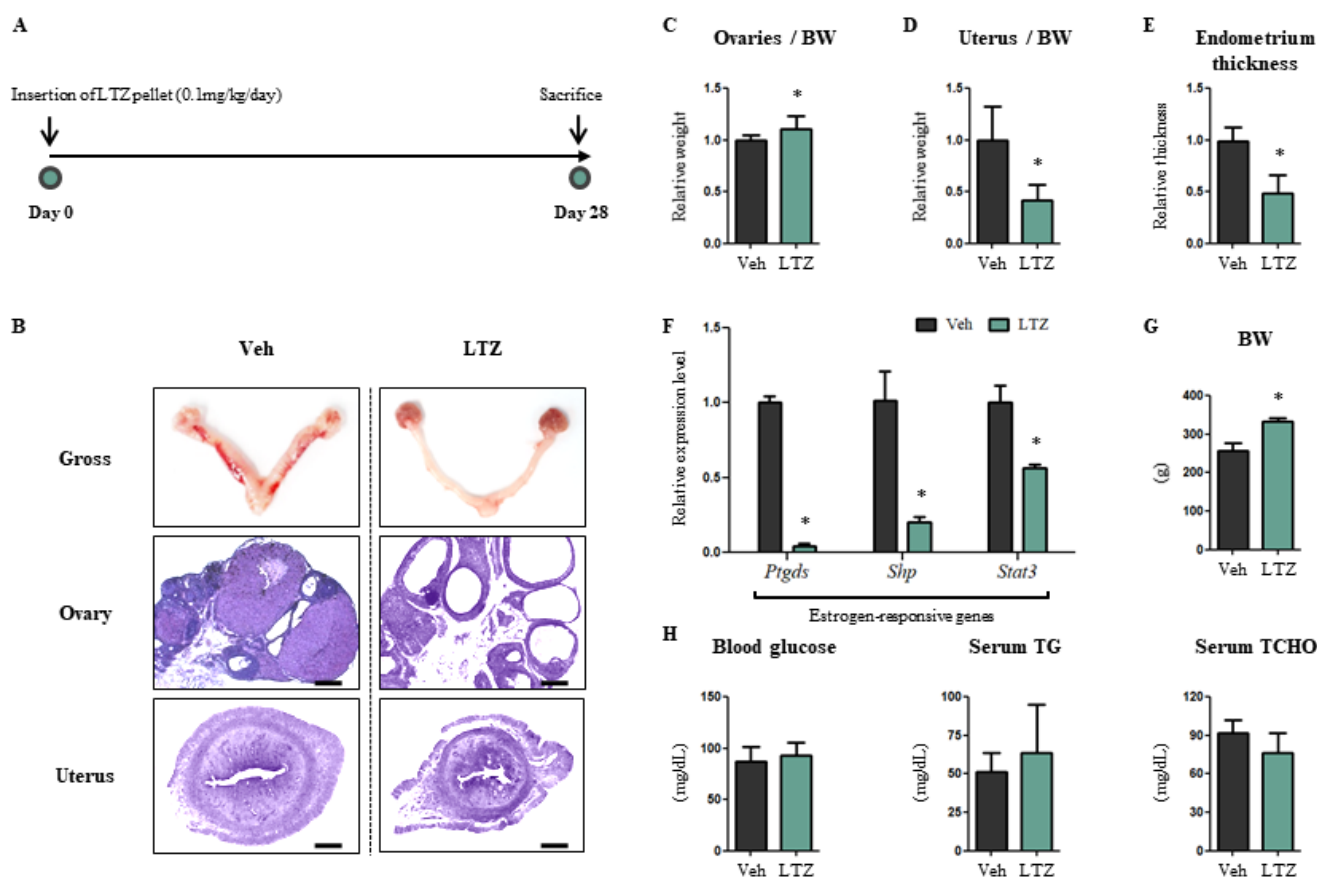 A
Insertion of LTZ pellet (0.1mg/kg/day)
Sacrifice
Day 0
Day 28
B
Veh
LTZ
Gross
Ovary
Uterus
C
Ovaries / BW
Relative weight
1.5
1.0
0.5
0.0
*
Veh
LTZ
D
Uterus / BW
Relative weight
1.5
1.0
0.5
0.0
*
Veh
LTZ
E
Endometrium
thickness
Relative thickness
1.5
1.0
0.5
0.0
*
Veh
LTZ
F
Veh
LTZ
Relative expression level
1.5
1.0
0.5
0.0
*
*
*
Ptgds
Shp
Stat3
Estrogen-responsive genes
G
BW
(g)
400
300
200
100
0
*
Veh
LTZ
H
Blood glucose
(mg/dL)
150
100
50
0
Veh
LTZ
Serum TG
(mg/dL)
100
75
50
25
0
Veh
LTZ
Serum TCHO
(mg/dL)
120
90
60
30
0
Veh
LTZ